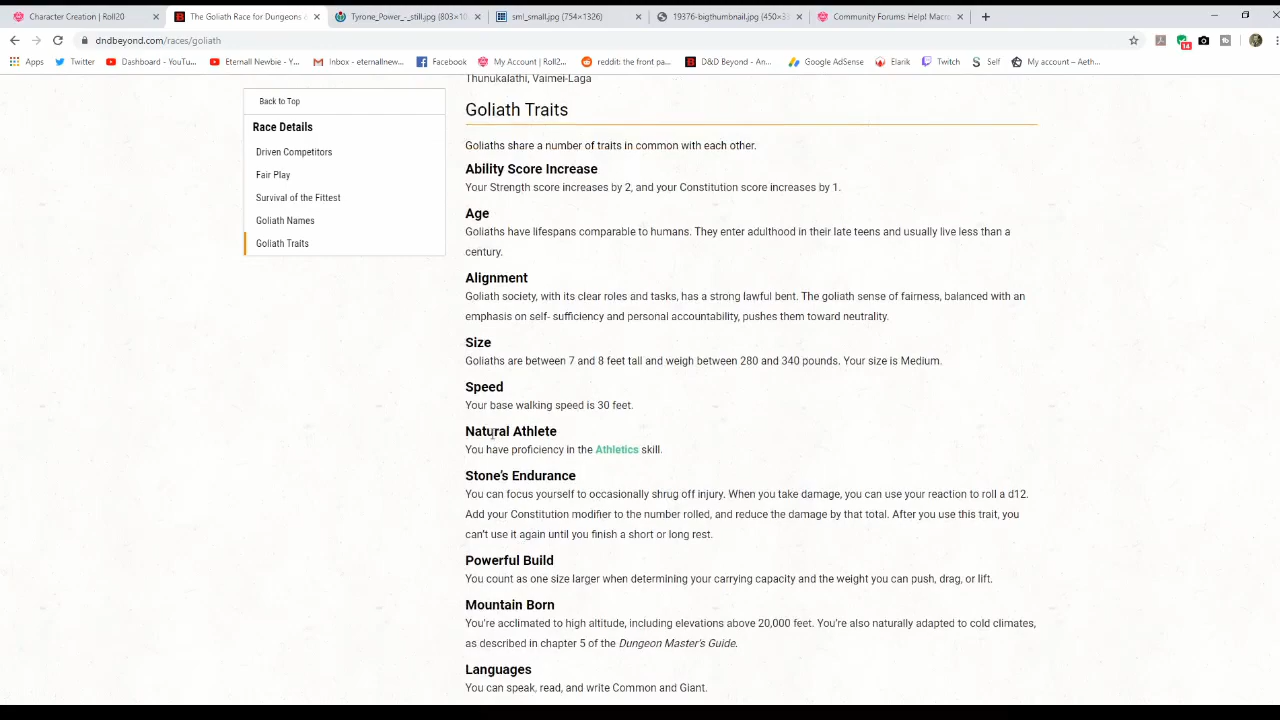 Character Creation | Roll20
The Goliath Race for Dungeons &
Tyrone_Power_-_still.jpg (803×10
sml_small.jpg (754×1326)
19376-bigthumbnail.jpg (450×33
Community Forums: Help! Macro
dndbeyond.com/races/goliath
14
Apps
Twitter
Dashboard - YouTu...
Eternall Newbie - Y...
Inbox - eternallnew...
Facebook
My Account | Roll2...
reddit: the front pa...
D&D Beyond - An...
Google AdSense
Elarik
Twitch
Self
My account – Aeth...
Thunukalathi, Vaimei-Laga
Back to Top
Race Details
Driven Competitors
Fair Play
Survival of the Fittest
Goliath Names
Goliath Traits
Goliath Traits
Goliaths share a number of traits in common with each other.
Ability Score Increase
Your Strength score increases by 2, and your Constitution score increases by 1.
Age
Goliaths have lifespans comparable to humans. They enter adulthood in their late teens and usually live less than a
century.
Alignment
Goliath society, with its clear roles and tasks, has a strong lawful bent. The goliath sense of fairness, balanced with an
emphasis on self- sufficiency and personal accountability, pushes them toward neutrality.
Size
Goliaths are between 7 and 8 feet tall and weigh between 280 and 340 pounds. Your size is Medium.
Speed
Your base walking speed is 30 feet.
Natural Athlete
You have proficiency in the Athletics skill.
Stone's Endurance
You can focus yourself to occasionally shrug off injury. When you take damage, you can use your reaction to roll a d12.
Add your Constitution modifier to the number rolled, and reduce the damage by that total. After you use this trait, you
can't use it again until you finish a short or long rest.
Powerful Build
You count as one size larger when determining your carrying capacity and the weight you can push, drag, or lift.
Mountain Born
You're acclimated to high altitude, including elevations above 20,000 feet. You're also naturally adapted to cold climates,
as described in chapter 5 of the Dungeon Master's Guide.
Languages
You can speak, read, and write Common and Giant.